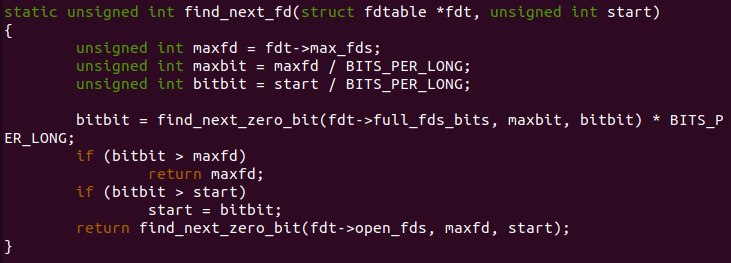 static unsigned int find_next_fd(struct fdtable *fdt, unsigned int start)
{
        unsigned int maxfd = fdt->max_fds;
        unsigned int maxbit = maxfd / BITS_PER_LONG;
        unsigned int bitbit = start / BITS_PER_LONG;

        bitbit = find_next_zero_bit(fdt->full_fds_bits, maxbit, bitbit) * BITS_P
ER_LONG;
        if (bitbit > maxfd)
                return maxfd;
        if (bitbit > start)
                start = bitbit;
        return find_next_zero_bit(fdt->open_fds, maxfd, start);
}